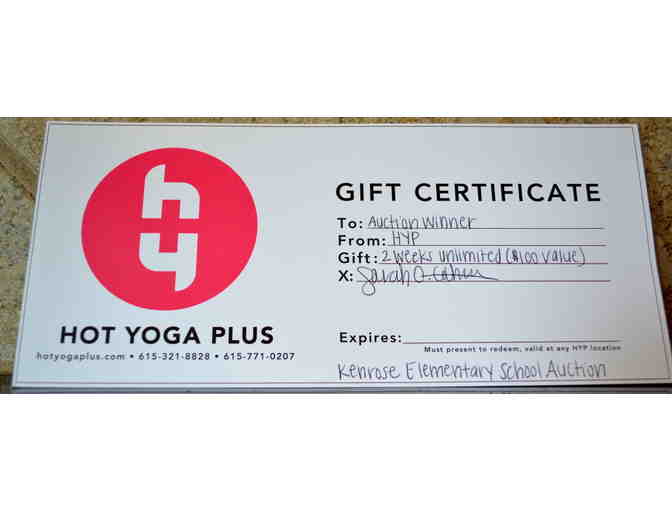 hy
HOT YOGA PLUS
hotyogaplus.com • 615-321-8828 • 615-771-0207
GIFT CERTIFICATE
To: Auction Winner
From: HYP
Gift: 2 weeks unlimited ($100 value)
X: Sarah
Expires:
Must present to redeem, valid at any HYP location
Kenrose Elementary School Auction